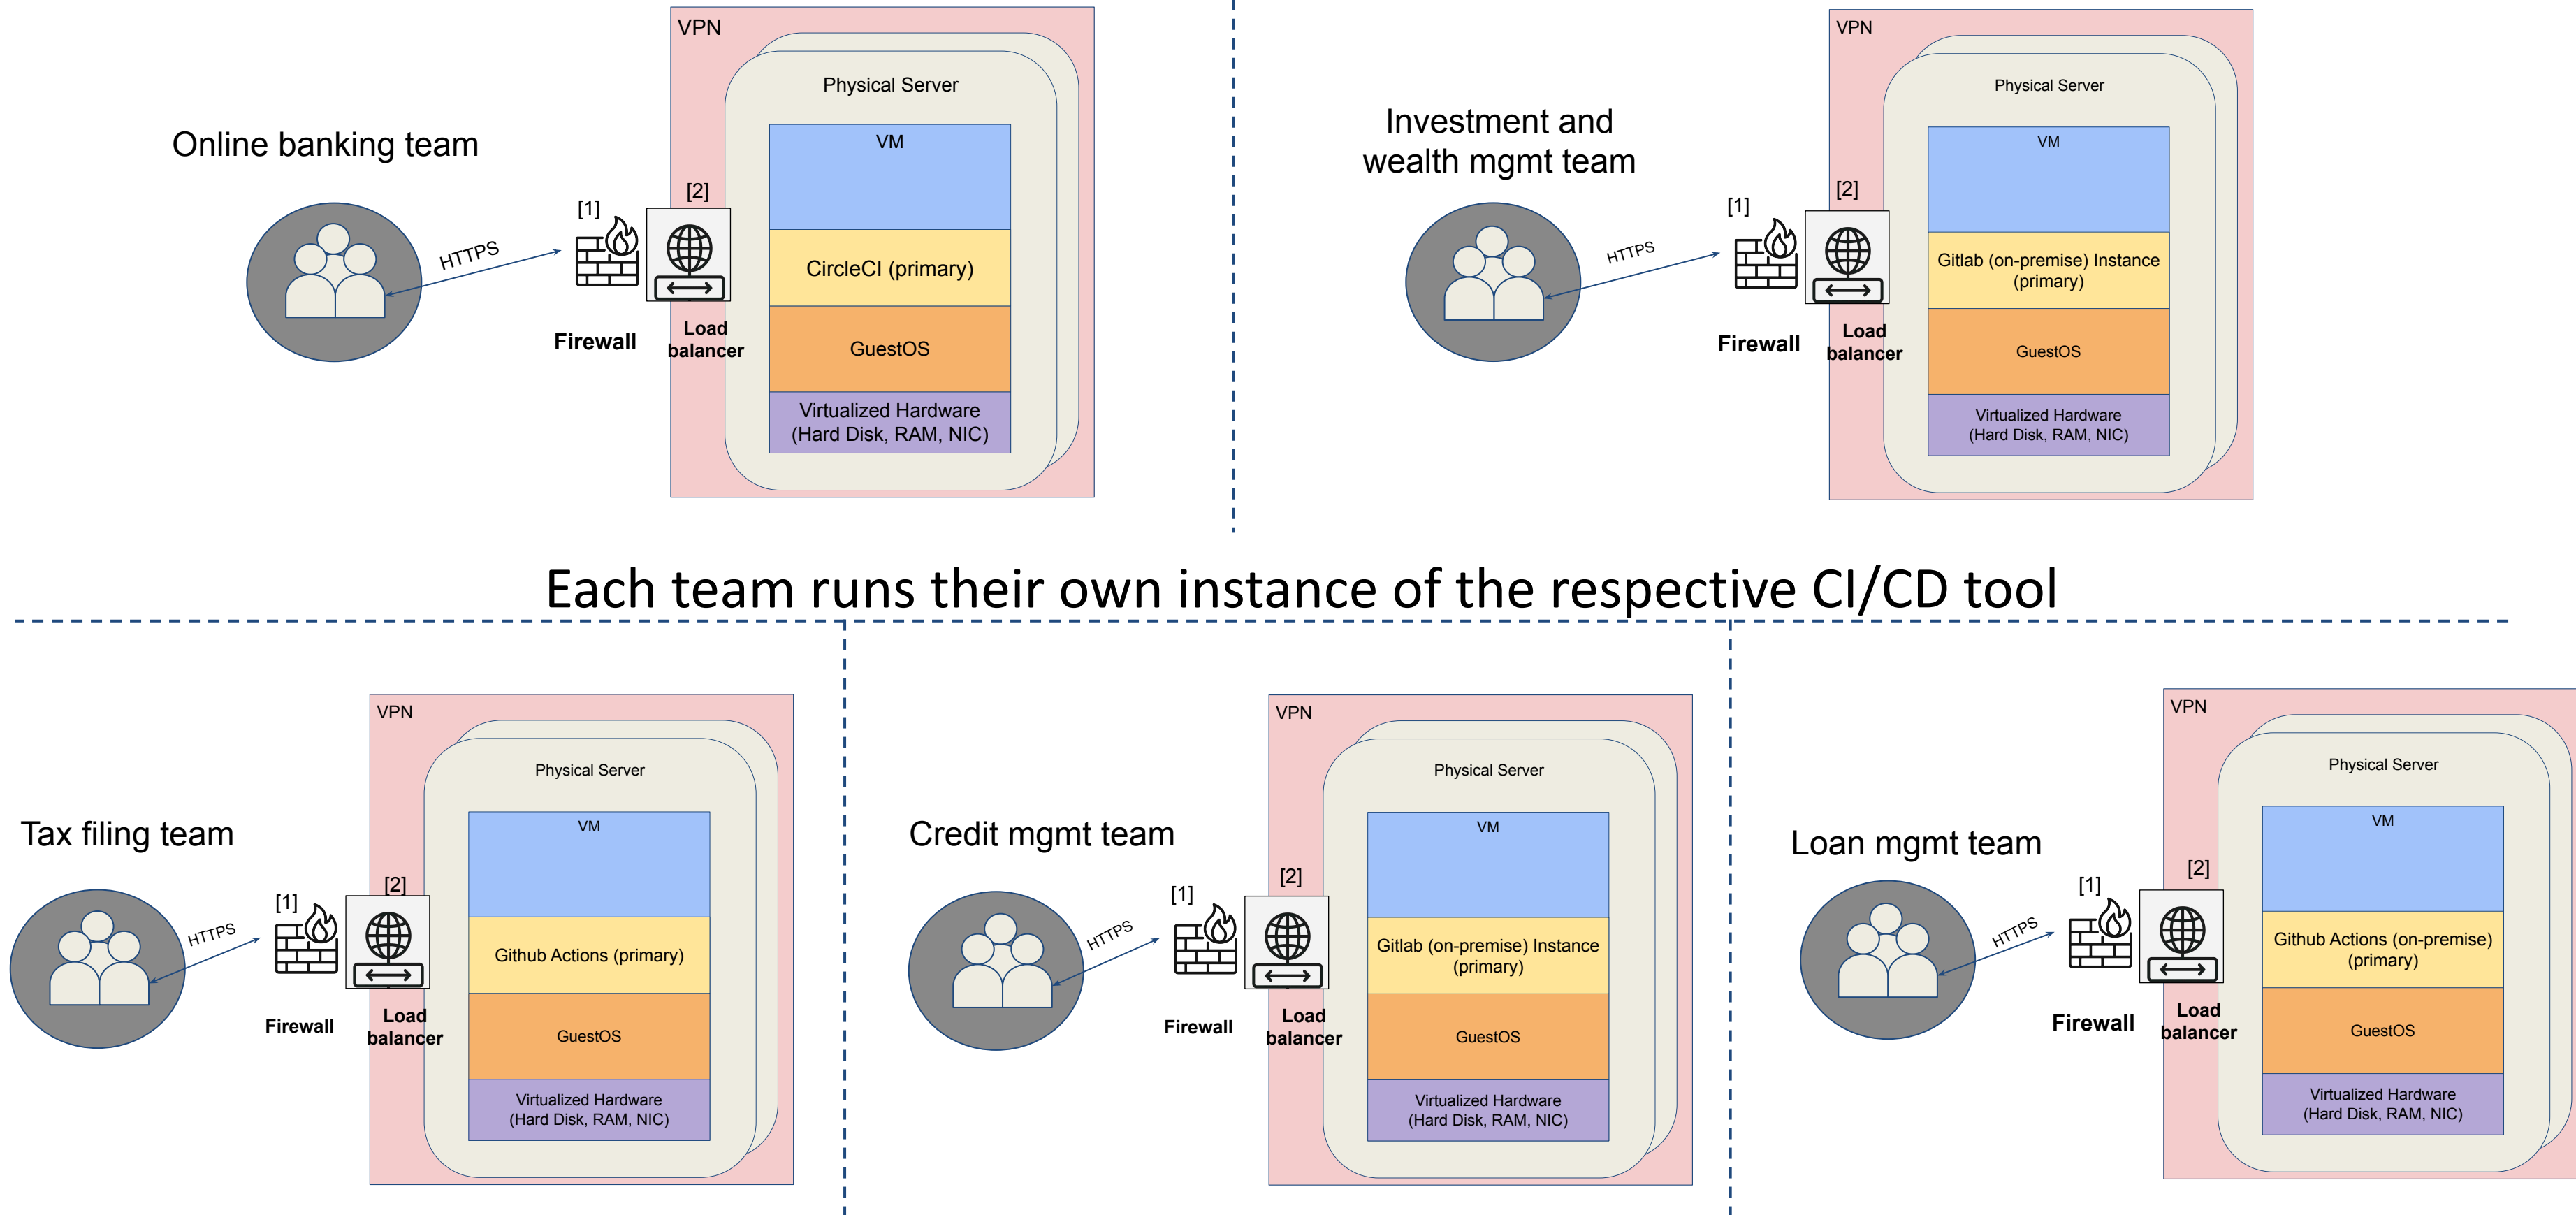 VPN
Physical Server
VM
Online banking team
[2]
[1]
HTTPS
CircleCI (primary)
Load
balancer
Firewall
GuestOS
Virtualized Hardware
(Hard Disk, RAM, NIC)
VPN
Physical Server
Investment and
wealth mgmt team
VM
[2]
[1]
HTTPS
Gitlab (on-premise) Instance
(primary)
Load
balancer
Firewall
GuestOS
Virtualized Hardware
(Hard Disk, RAM, NIC)
Each team runs their own instance of the respective CI/CD tool
VPN
Physical Server
VM
Tax filing team
[2]
[1]
HTTPS
Github Actions (primary)
Load
balancer
Firewall
GuestOS
Virtualized Hardware
(Hard Disk, RAM, NIC)
VPN
Physical Server
VM
Credit mgmt team
[2]
[1]
HTTPS
Gitlab (on-premise) Instance
(primary)
Load
balancer
Firewall
GuestOS
Virtualized Hardware
(Hard Disk, RAM, NIC)
VPN
Physical Server
VM
Loan mgmt team
[2]
[1]
HTTPS
Github Actions (on-premise)
(primary)
Load
balancer
Firewall
GuestOS
Virtualized Hardware
(Hard Disk, RAM, NIC)